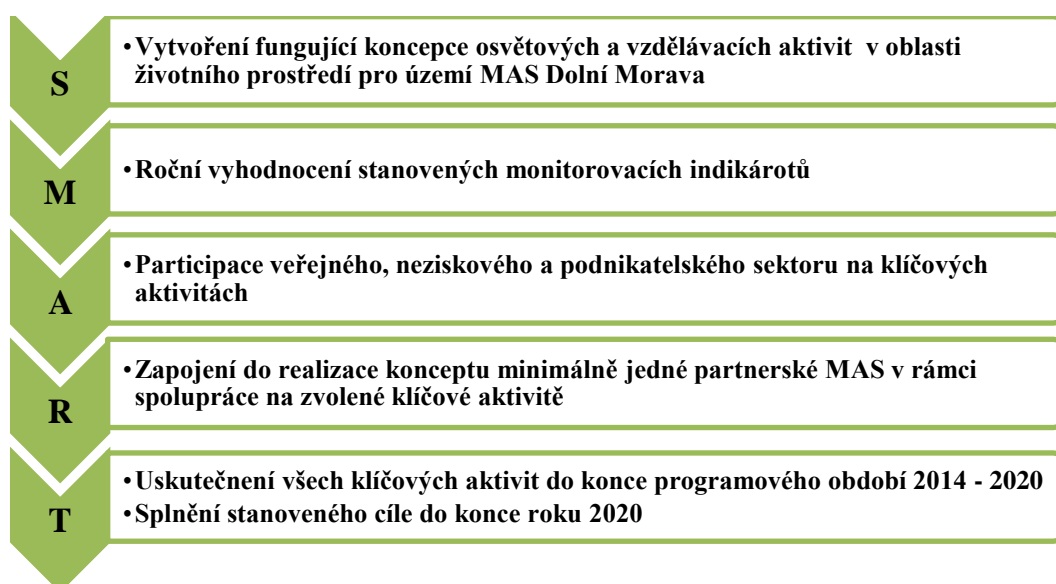 S
•Vytvoření fungující koncepce osvětových a vzdělávacích aktivit v oblasti
životního prostředí pro území MAS Dolní Morava
M
•Roční vyhodnocení stanovených monitorovacích indikárotů
A
•Participace veřejného, neziskového a podnikatelského sektoru na klíčových
aktivitách
R
•Zapojení do realizace konceptu minimálně jedné partnerské MAS v rámci
spolupráce na zvolené klíčové aktivitě
T
•Uskutečnení všech klíčových aktivit do konce programového období 2014 - 2020
•Splnění stanoveného cíle do konce roku 2020